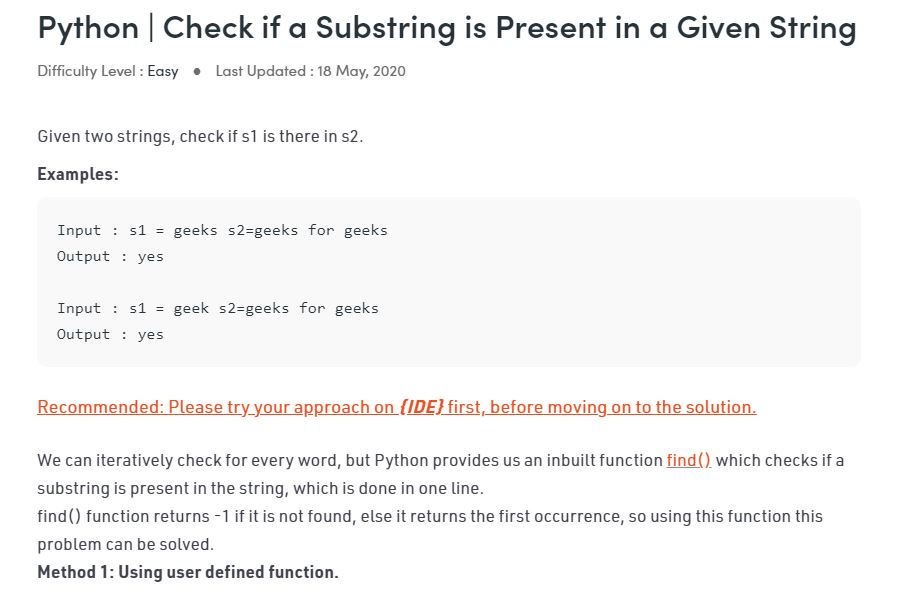 Python | Check if a Substring is Present in a Given String
Difficulty Level : Easy ● Last Updated : 18 May, 2020
Given two strings, check if s1 is there in s2.
Examples:
Input : s1 = geeks s2=geeks for geeks
Output : yes
Input : s1 = geek s2=geeks for geeks
Output : yes
Recommended: Please try your approach on {IDE} first, before moving on to the solution.
We can iteratively check for every word, but Python provides us an inbuilt function find() which checks if a
substring is present in the string, which is done in one line.
find() function returns -1 if it is not found, else it returns the first occurrence, so using this function this
problem can be solved.
Method 1: Using user defined function.